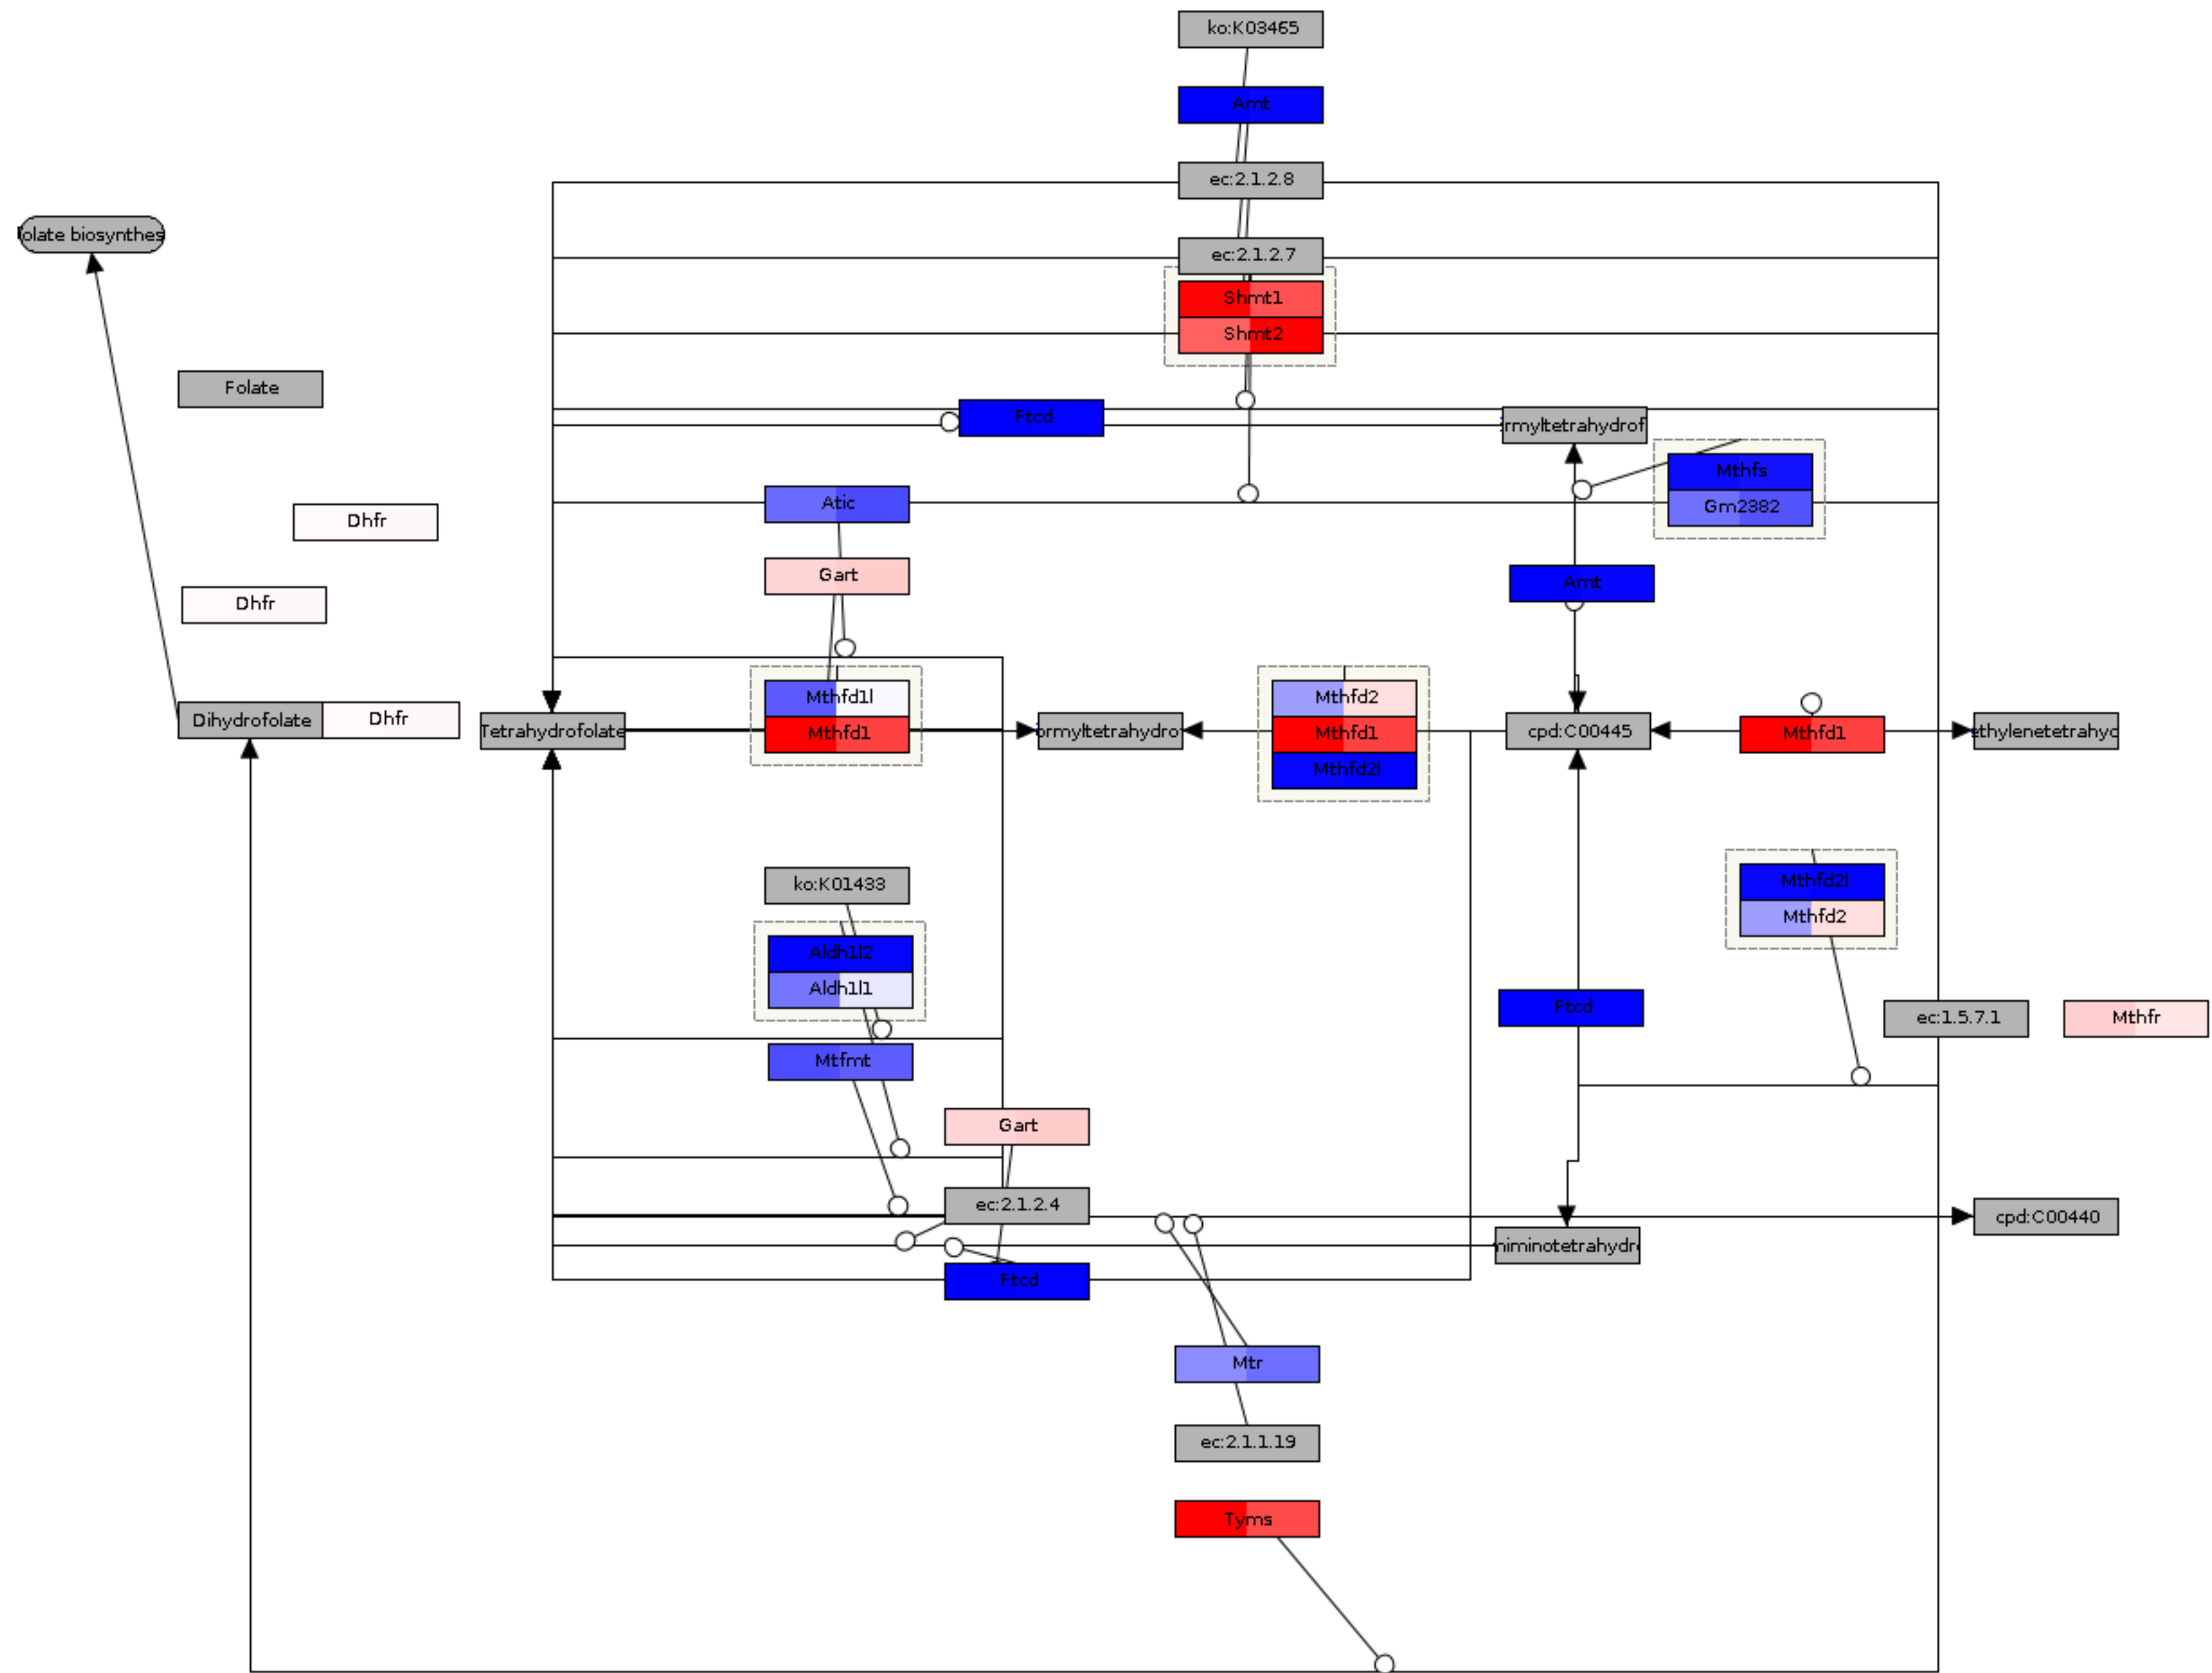 ko:K03465
Amt
ec:2.1.2.8
olate biosynthes
ec:2.1.2.7
Shmt1
Shmt2
Folate
Ftcd
rmyltetrahydrof
Mthfs
Atic
Gm2382
Dhfr
Gart
Amt
Dhfr
Mthfd1l
Mthfd2
Dihydrofolate
Dhfr
Tetrahydrofolate
Mthfd1
ormyltetrahydro
Mthfd1
cpd:C00445
Mthfd1
ethylenetetrahyd
Mthfd2l
ko:K01433
Mthfd2l
Mthfd2
Aldh1l2
Aldh1l1
Ftcd
ec:1.5.7.1
Mthfr
Mtfmt
Gart
ec:2.1.2.4
cpd:C00440
niminotetrahydr
Ftcd
Mtr
ec:2.1.1.19
Tyms